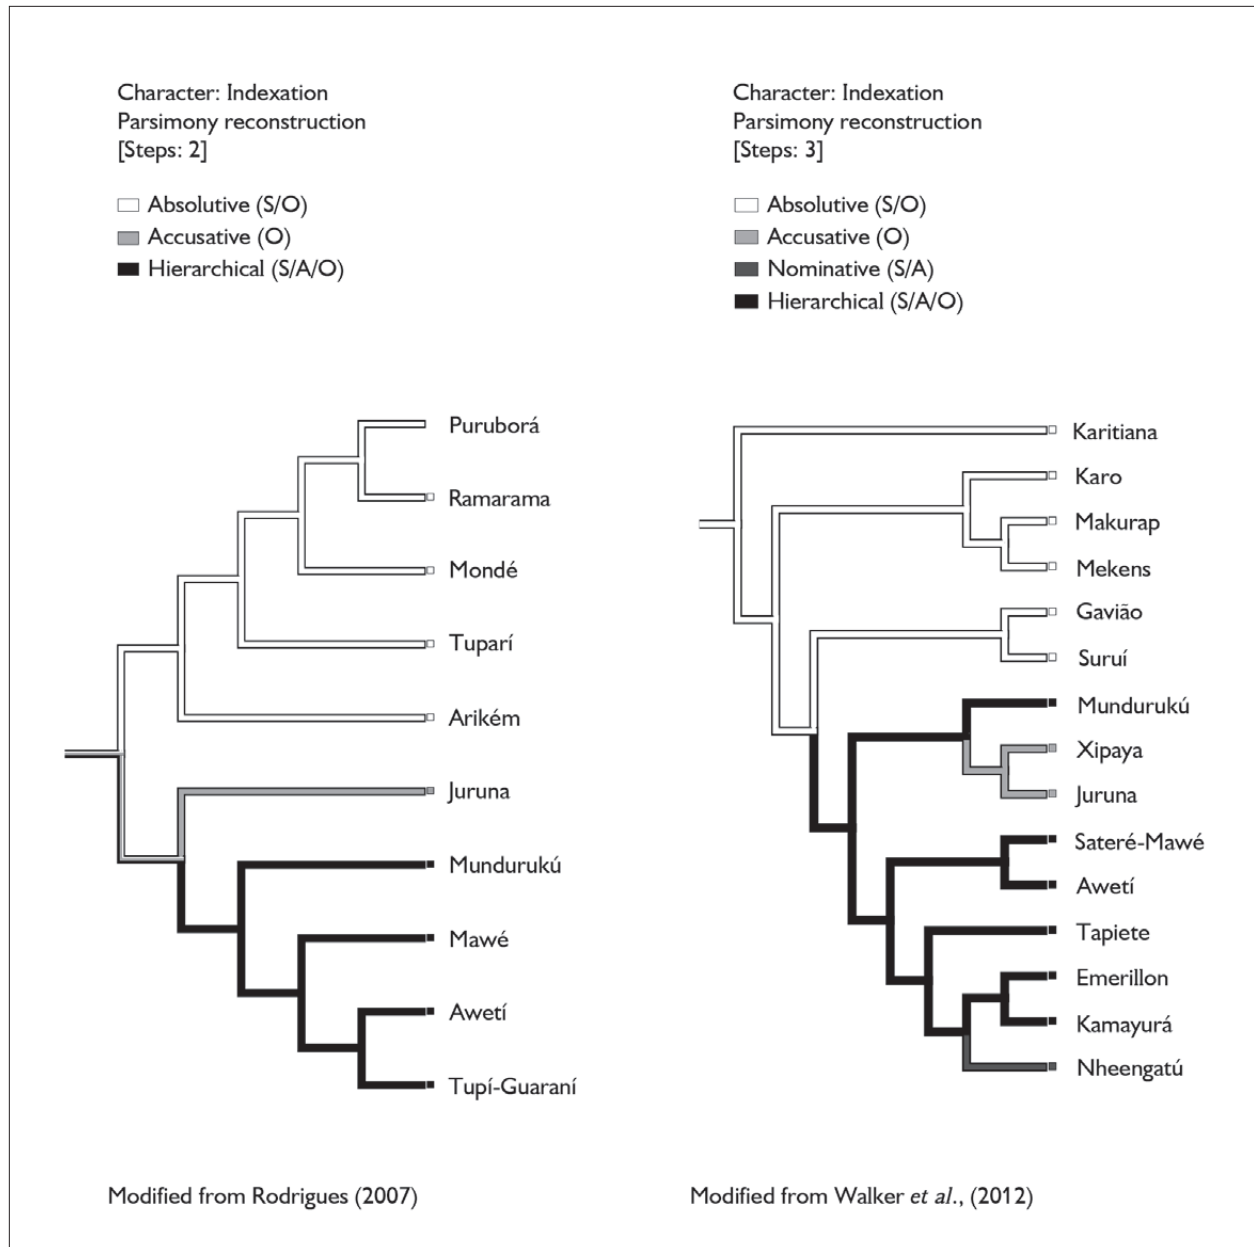 Character: Indexation
Parsimony reconstruction
[Steps: 2]
Absolutive (S/O)
Accusative (O)
Hierarchical (S/A/O)
Puruborá
Ramarama
Mondé
Tuparí
Arikém
Juruna
Mundurukú
Mawé
Awetí
Tupí-Guaraní
Modified from Rodrigues (2007)
Character: Indexation
Parsimony reconstruction
[Steps: 3]
Absolutive (S/O)
Accusative (O)
Nominative (S/A)
Hierarchical (S/A/O)
Karitiana
Karo
Makurap
Mekens
Gavião
Suruí
Mundurukú
Xipaya
Juruna
Sateré-Mawé
Awetí
Tapiete
Emerillon
Kamayurá
Nheengatú
Modified from Walker et al., (2012)